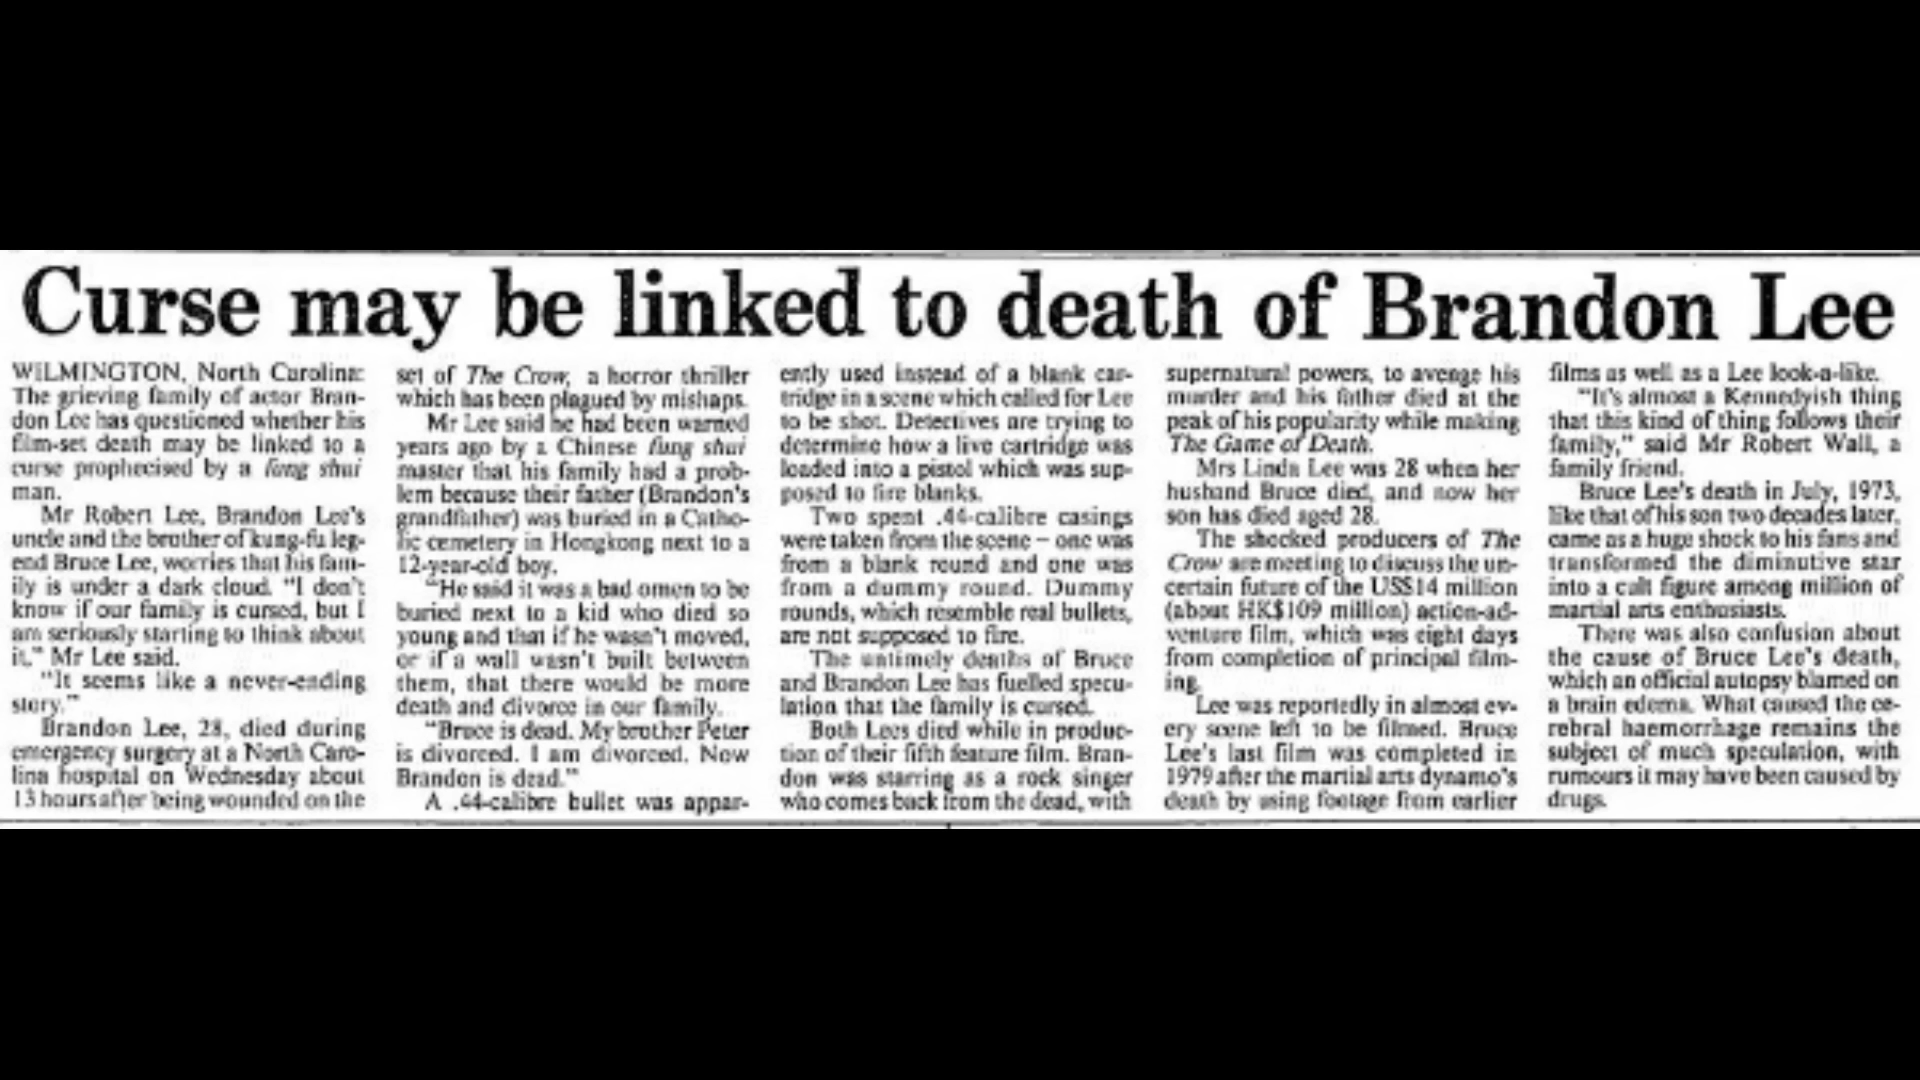 Curse may be linked to death of Brandon Lee
WILMINGTON, North Carolina:
The grieving family of actor Bran-
don Lee has questioned whether his
film-set death may be linked to a
curse prophecised by a fung shui
man.
Mr Robert Lee, Brandon Lee's
uncle and the brother of kung-fu leg-
end Bruce Lee, worries that his fam-
ily is under a dark cloud. "I don't
know if our family is cursed, but I
am seriously starting to think about
it," Mr Lee said.
"It seems like a never-ending
story."
Brandon Lee, 28, died during
emergency surgery at a North Caro-
lina hospital on Wednesday about
13 hours after being wounded on the
set of The Crow, a horror thriller
which has been plagued by mishaps.
Mr Lee said he had been warned
years ago by a Chinese fung shui
master that his family had a prob-
lem because their father (Brandon's
grandfather) was buried in a Catho-
lic cemetery in Hongkong next to a
12-year-old boy.
"He said it was a bad omen to be
buried next to a kid who died so
young and that if he wasn't moved,
or if a wall wasn't built between
them, that there would be more
death and divorce in our family.
"Bruce is dead. My brother Peter
is divorced. I am divorced. Now
Brandon is dead."
A .44-calibre bullet was appar-
ently used instead of a blank car-
tridge in a scene which called for Lee
to be shot. Detectives are trying to
determine how a live cartridge was
loaded into a pistol which was sup-
posed to fire blanks.
Two spent .44-calibre casings
were taken from the scene – one was
from a blank round and one was
from a dummy round. Dummy
rounds, which resemble real bullets,
are not supposed to fire.
The untimely deaths of Bruce
and Brandon Lee has fuelled specu-
lation that the family is cursed.
Both Lees died while in produc-
tion of their fifth feature film. Bran-
don was starring as a rock singer
who comes back from the dead, with
supernatural powers, to avenge his
murder and his father died at the
peak of his popularity while making
The Game of Death.
Mrs Linda Lee was 28 when her
husband Bruce died, and now her
son has died aged 28.
The shocked producers of The
Crow are meeting to discuss the un-
certain future of the US$14 million
(about HK$109 million) action-ad-
venture film, which was eight days
from completion of principal film-
ing.
Lee was reportedly in almost ev-
ery scene left to be filmed. Bruce
Lee's last film was completed in
1979 after the martial arts dynamo's
death by using footage from earlier
films as well as a Lee look-a-like.
"It's almost a Kennedyish thing
that this kind of thing follows their
family," said Mr Robert Wall, a
family friend.
Bruce Lee's death in July, 1973,
like that of his son two decades later,
came as a huge shock to his fans and
transformed the diminutive star
into a cult figure among million of
martial arts enthusiasts.
There was also confusion about
the cause of Bruce Lee's death,
which an official autopsy blamed on
a brain edema. What caused the ce-
rebral haemorrhage remains the
subject of much speculation, with
rumours it may have been caused by
drugs.